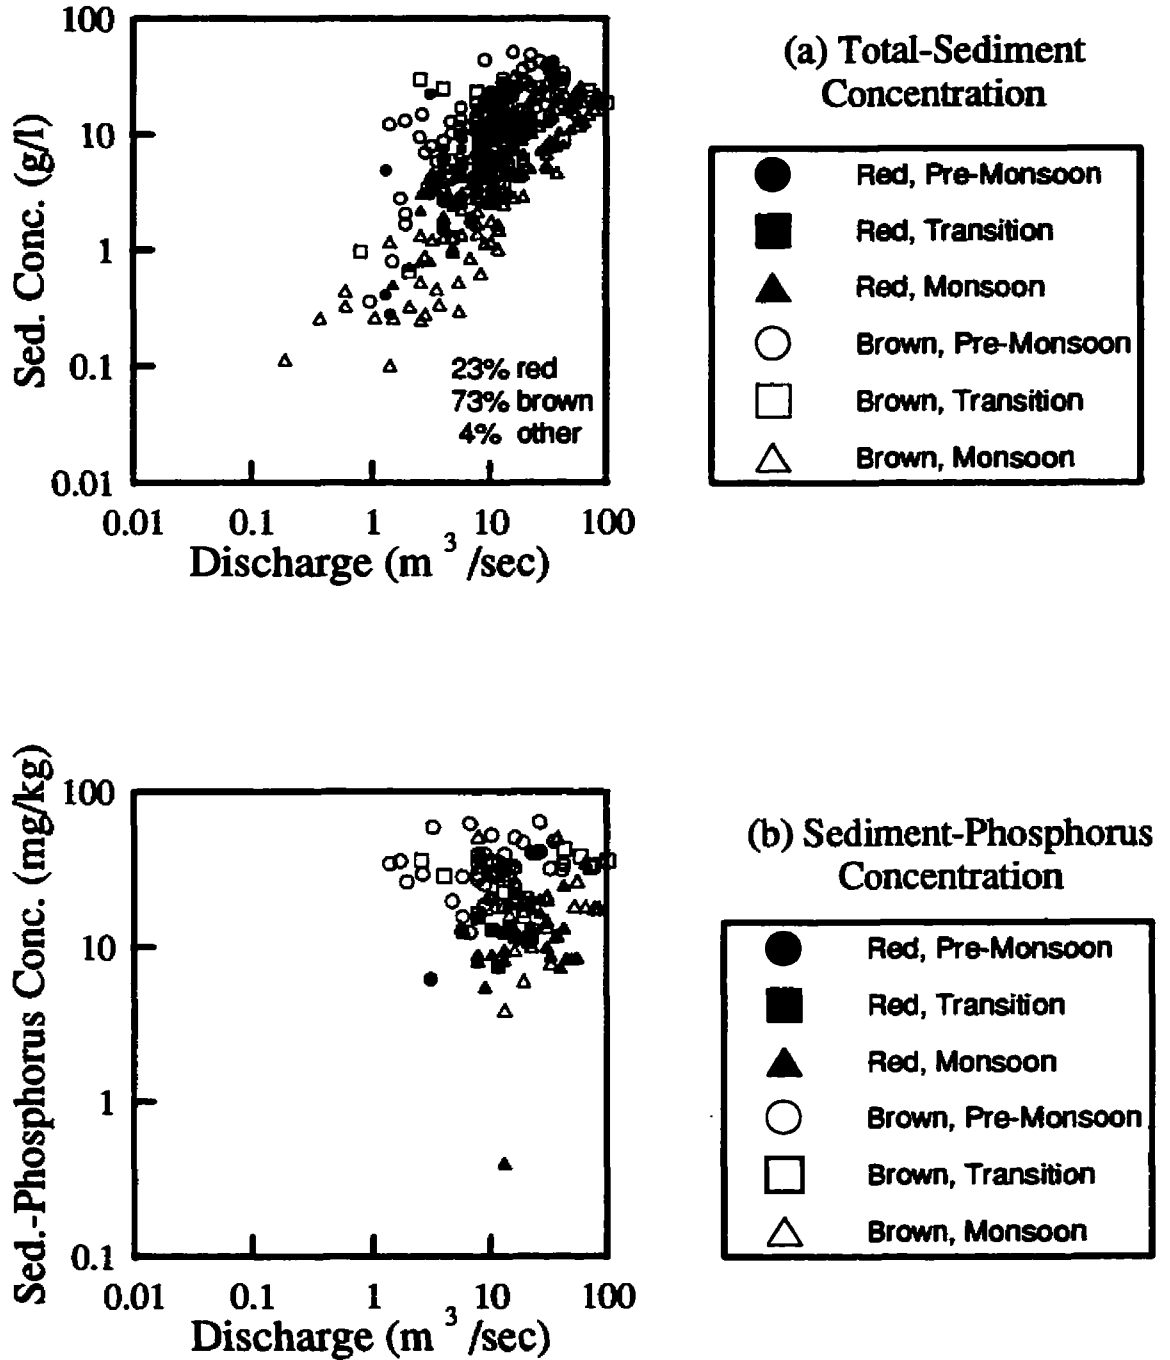 100
10
1
0.1
0.01
Sed. Conc. (g/l)
23% red
73% brown
4% other
0.01 0.1 1 10 100
Discharge (m 3 /sec)
(a) Total-Sediment
Concentration
Red, Pre-Monsoon
Red, Transition
Red, Monsoon
Brown, Pre-Monsoon
Brown, Transition
Brown, Monsoon
100
10
1
0.1
Sed.-Phosphorus Conc. (mg/kg)
0.01 0.1 1 10 100
Discharge (m 3 /sec)
(b) Sediment-Phosphorus
Concentration
Red, Pre-Monsoon
Red, Transition
Red, Monsoon
Brown, Pre-Monsoon
Brown, Transition
Brown, Monsoon